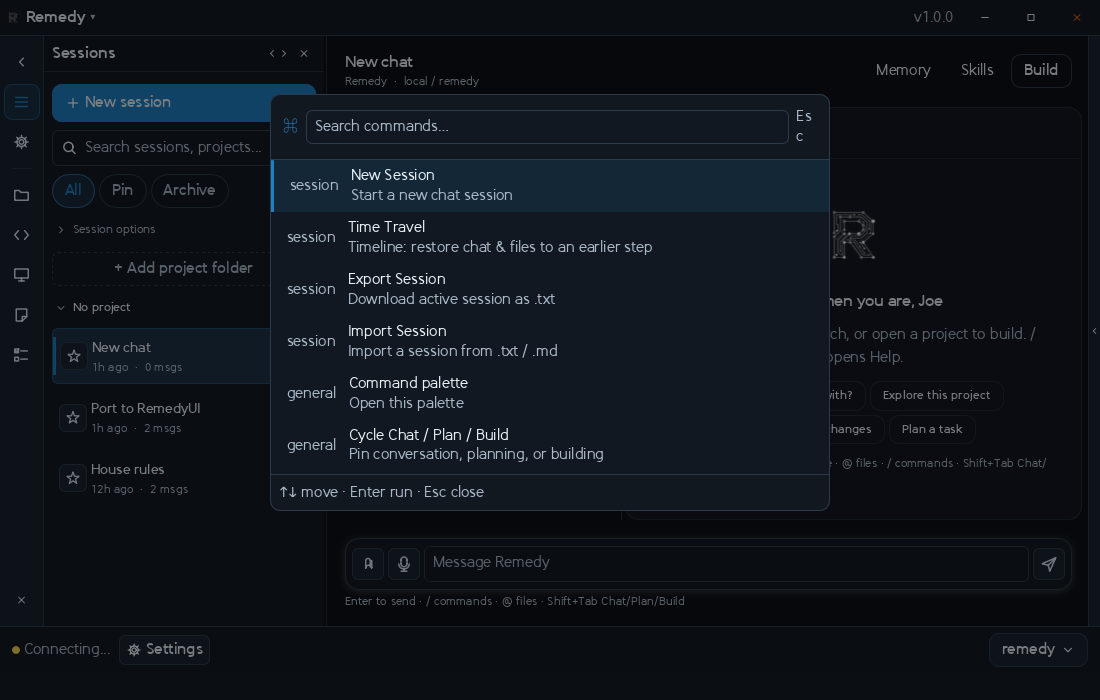 Remedy
v1.0.0
Sessions
New session
Search sessions, projects...
All
Pin
Archive
Session options
+ Add project folder
No project
New chat
1h ago · 0 msgs
Port to RemedyUI
1h ago · 2 msgs
House rules
12h ago · 2 msgs
New chat
Remedy · local / remedy
Memory
Skills
Build
Search commands...
Esc
session
New Session
Start a new chat session
session
Time Travel
Timeline: restore chat & files to an earlier step
session
Export Session
Download active session as .txt
session
Import Session
Import a session from .txt / .md
general
Command palette
Open this palette
general
Cycle Chat / Plan / Build
Pin conversation, planning, or building
↑↓ move · Enter run · Esc close
you are, Joe
or open a project to build. /
opens Help.
Explore this project
Plan a task
· @ files · / commands · Shift+Tab Chat/
Message Remedy
Enter to send · / commands · @ files · Shift+Tab Chat/Plan/Build
Connecting...
Settings
remedy